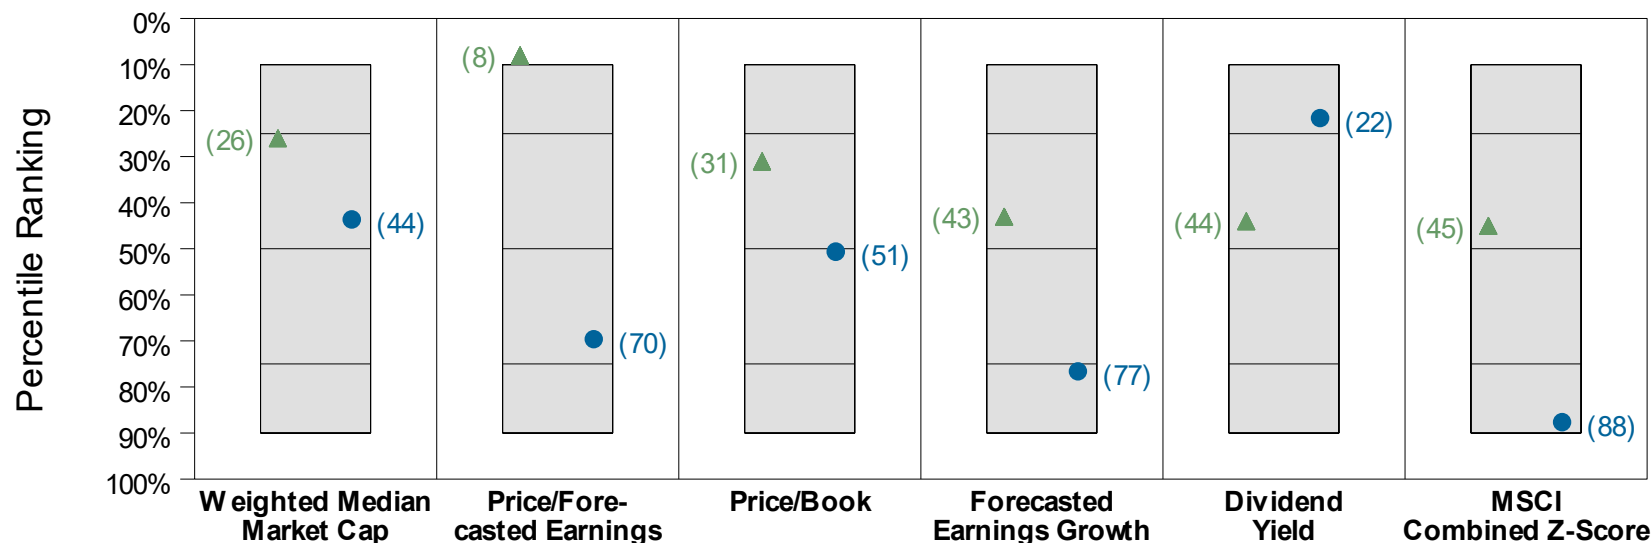 Percentile Ranking
0%
10%
20%
30%
40%
50%
60%
70%
80%
90%
100%
(26)
(44)
(8)
(70)
(31)
(51)
(43)
(77)
(44)
(22)
(45)
(88)
Weighted Median
Market Cap
Price/Fore-
casted Earnings
Price/Book
Forecasted
Earnings Growth
Dividend
Yield
MSCI
Combined Z-Score